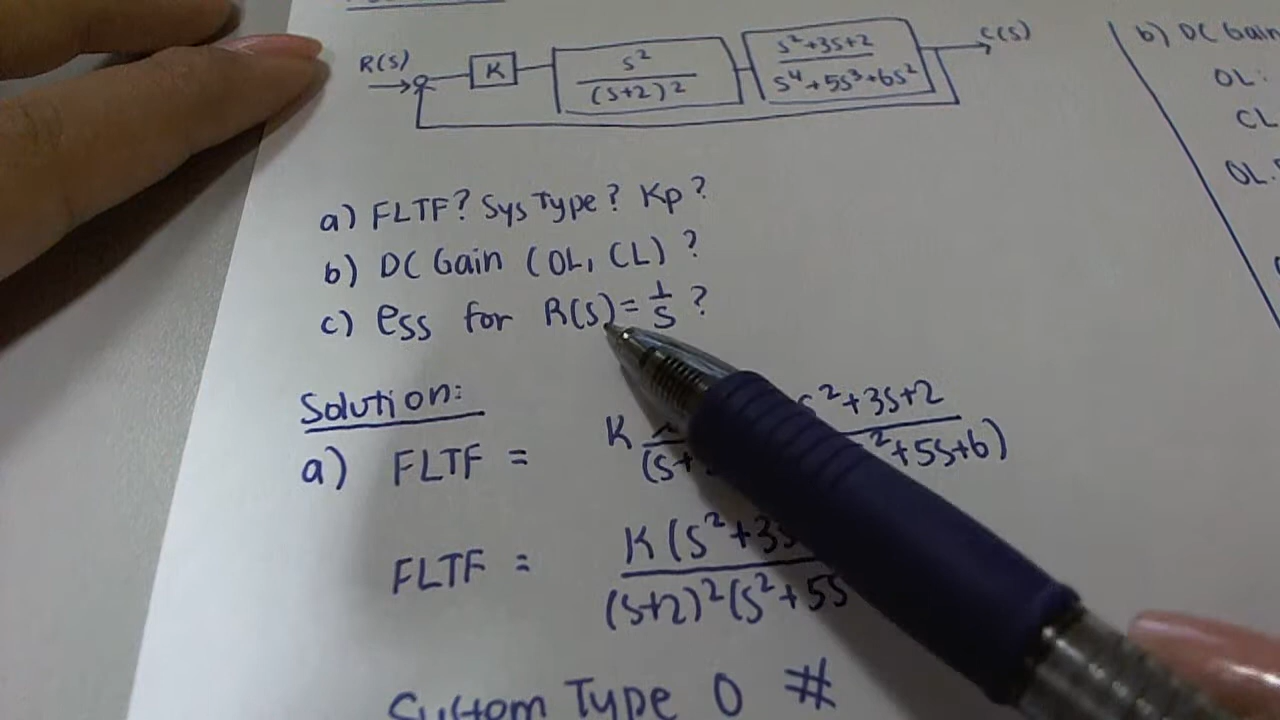 R(s)
K
s²
(s+2)²
s²+3s+2
s⁴+5s³+6s²
C(s)
a) FLTF? Sys Type? Kp?
b) DC Gain (OL, CL) ?
c) ess for R(s) = 1/s ?
Solution:
a) FLTF =
K
s²+3s+2
²+5s+6)
FLTF =
K(s²+3s
(s+2)²(s²+5s
System Type 0 #
b) DC Gain
OL:
CL
OL.